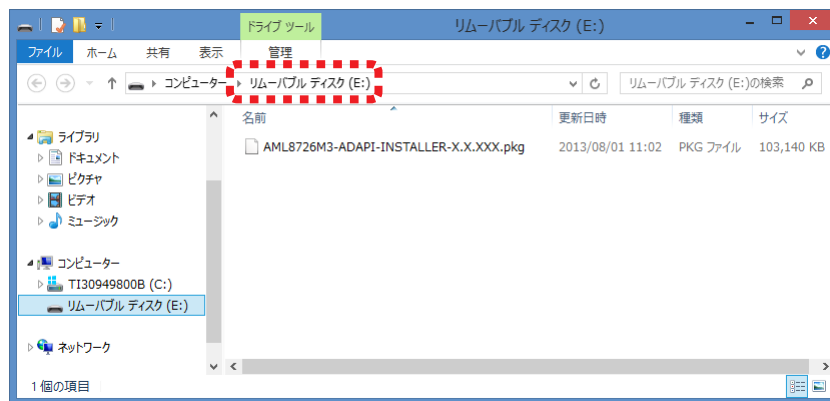 ドライブ ツール
リムーバブル ディスク (E:)
ファイル ホーム 共有 表示 管理
コンピューター リムーバブル ディスク (E:)
リムーバブル ディスク (E:)の検索
名前 更新日時 種類 サイズ
AML8726M3-ADAPI-INSTALLER-X.X.XXX.pkg 2013/08/01 11:02 PKG ファイル 103,140 KB
ライブラリ
ドキュメント
ピクチャ
ビデオ
ミュージック
コンピューター
TI30949800B (C:)
リムーバブル ディスク (E:)
ネットワーク
1個の項目